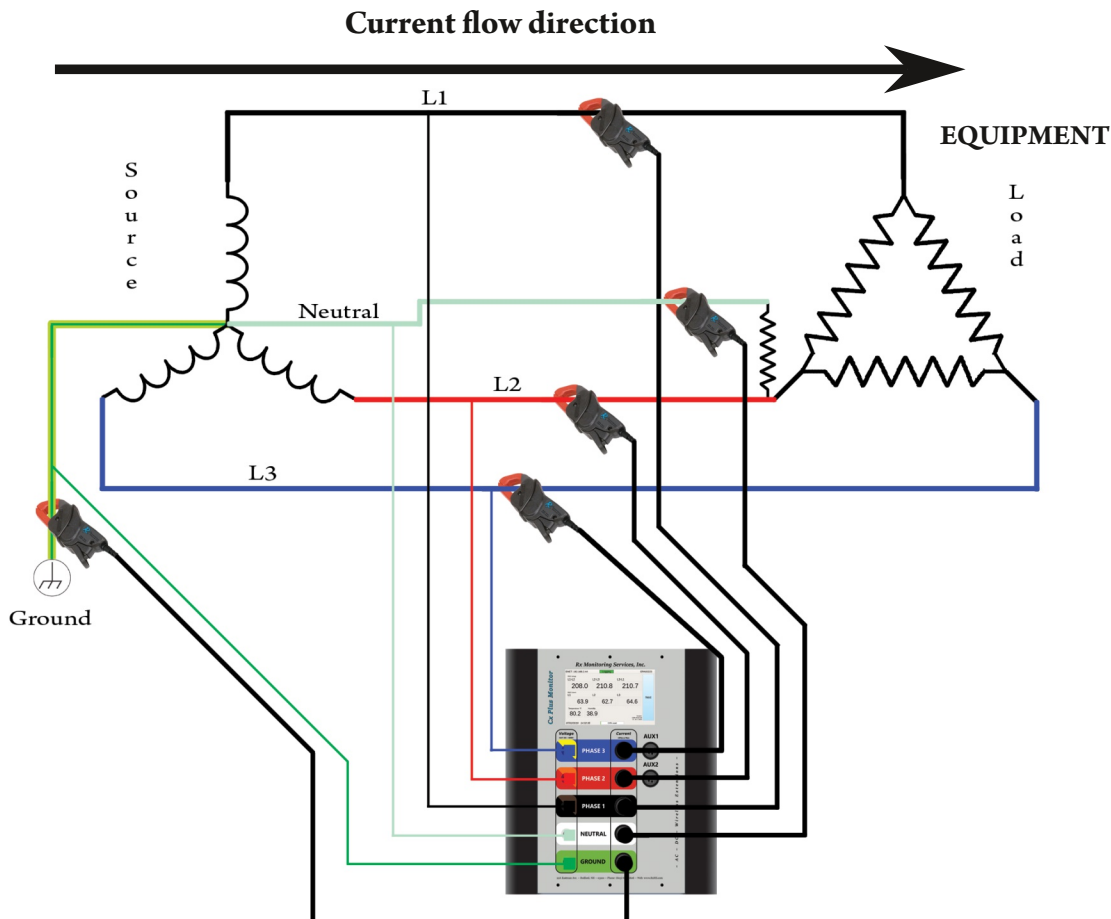 Current flow direction
L1
EQUIPMENT
Source
Load
Neutral
L2
L3
Ground
Rx Monitoring Services, Inc.
Cx Plus Monitor
208.0 210.8 210.7
63.9 62.7 64.6
80.2 38.9
Voltage
Current
AUX1
PHASE 3
AUX2
PHASE 2
PHASE 1
NEUTRAL
GROUND